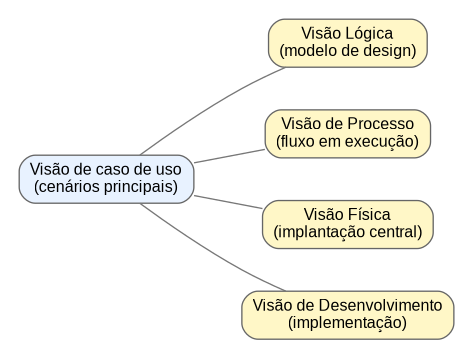 Visão Lógica
(modelo de design)
Visão de Processo
(fluxo em execução)
Visão de caso de uso
(cenários principais)
Visão Física
(implantação central)
Visão de Desenvolvimento
(implementação)